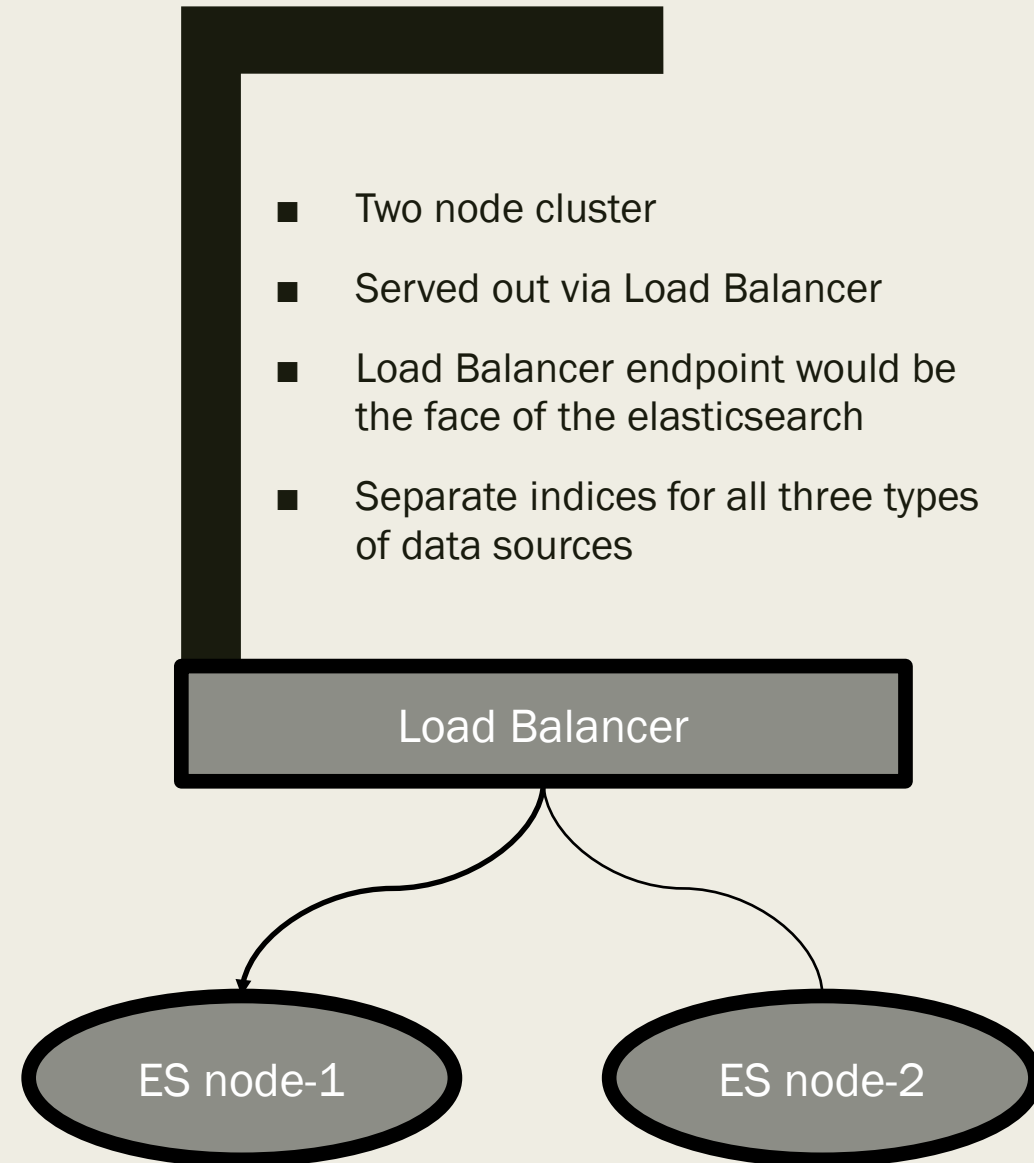 Two node cluster
Served out via Load Balancer
Load Balancer endpoint would be
the face of the elasticsearch
Separate indices for all three types
of data sources
Load Balancer
ES node-1
ES node-2